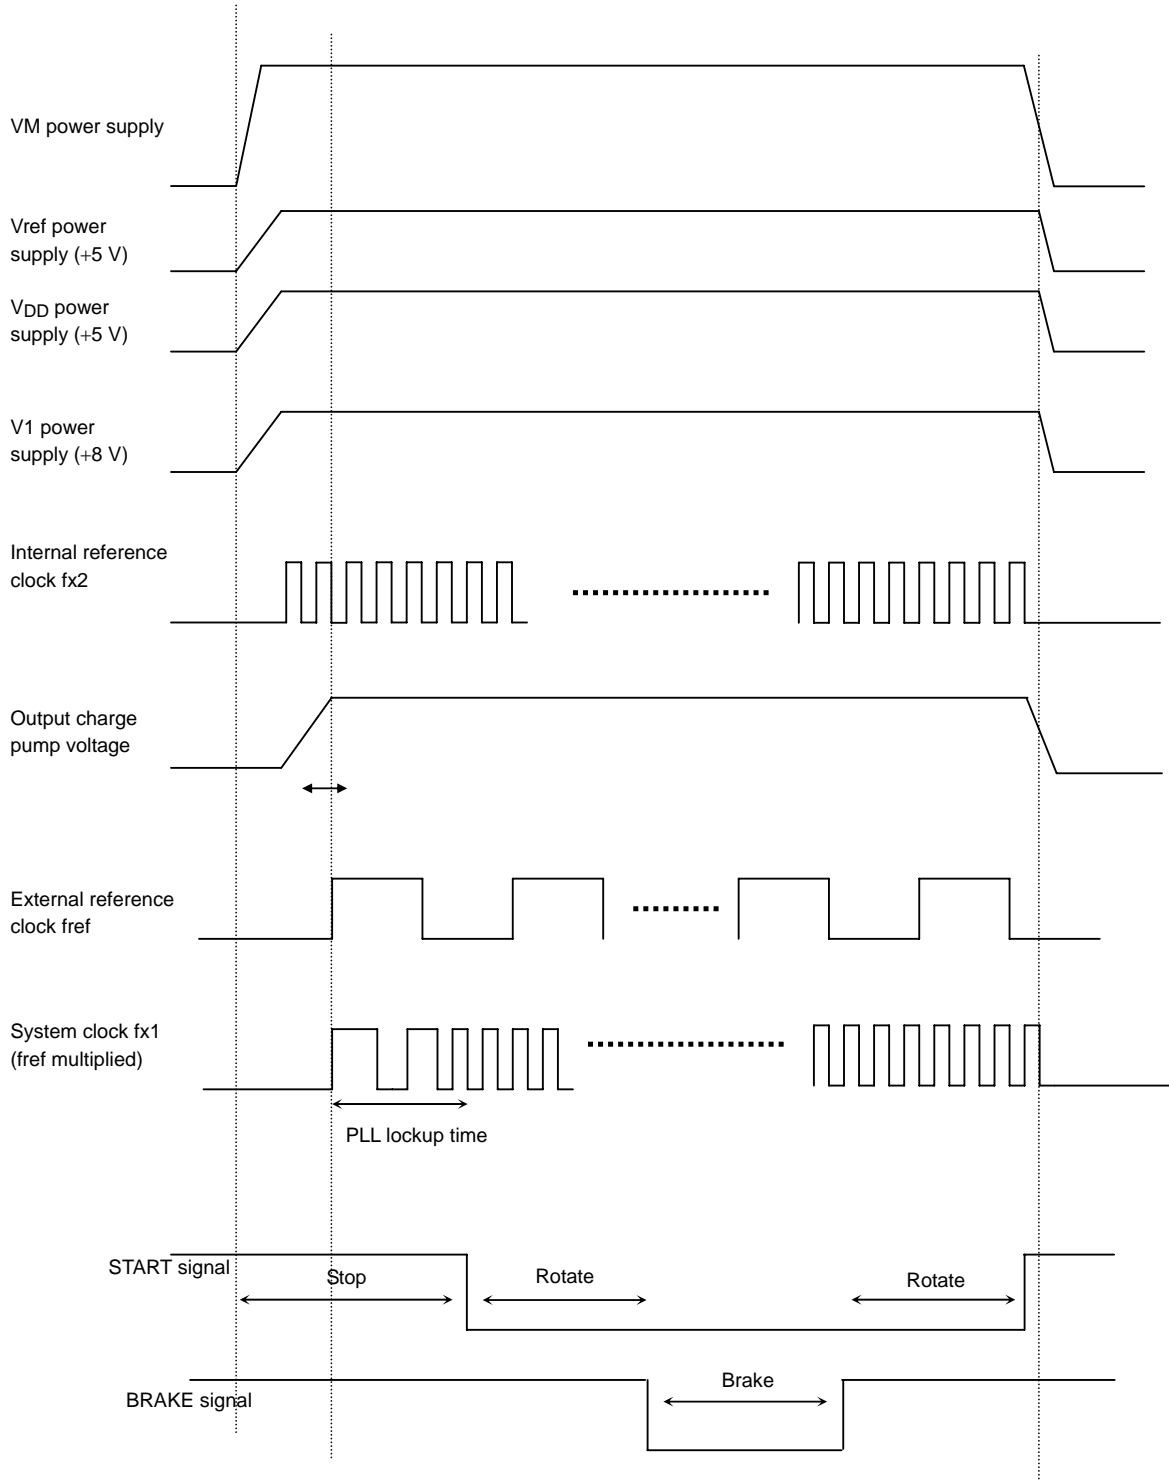 VM power supply
Vref power
supply (+5 V)
VDD power
supply (+5 V)
V1 power
supply (+8 V)
Internal reference
clock fx2
Output charge
pump voltage
External reference
clock fref
System clock fx1
(fref multiplied)
PLL lockup time
START signal
Stop
Rotate
Rotate
BRAKE signal
Brake